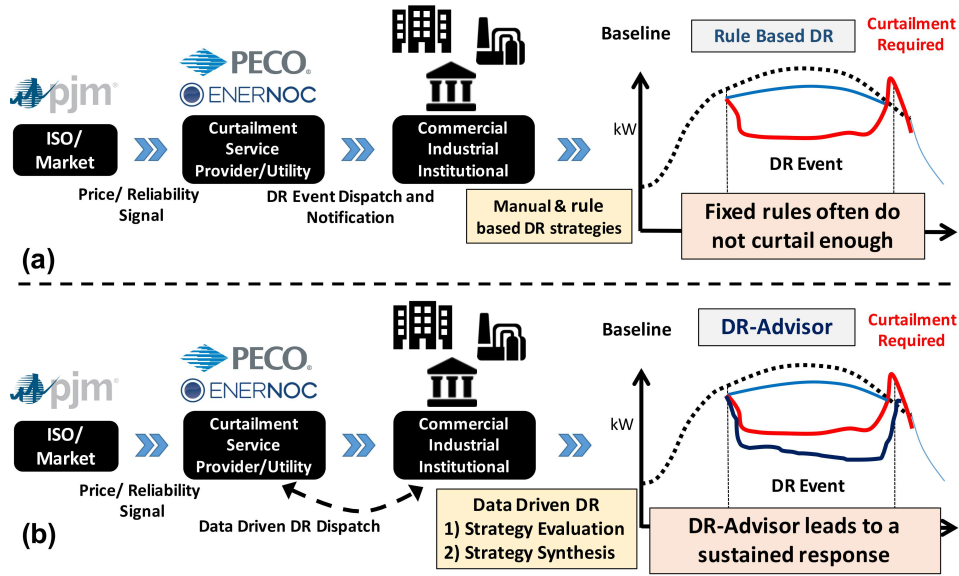 Baseline
Rule Based DR
Curtailment
Required
pjm®
PECO®
ENERNOC
ISO/
Market
Curtailment
Service
Provider/Utility
Commercial
Industrial
Institutional
kW
DR Event
Price/ Reliability
Signal
DR Event Dispatch and
Notification
Manual & rule
based DR strategies
Fixed rules often do
not curtail enough
(a)
Baseline
DR-Advisor
Curtailment
Required
pjm®
PECO®
ENERNOC
ISO/
Market
Curtailment
Service
Provider/Utility
Commercial
Industrial
Institutional
kW
DR Event
Price/ Reliability
Signal
Data Driven DR Dispatch
Data Driven DR
1) Strategy Evaluation
2) Strategy Synthesis
DR-Advisor leads to a
sustained response
(b)